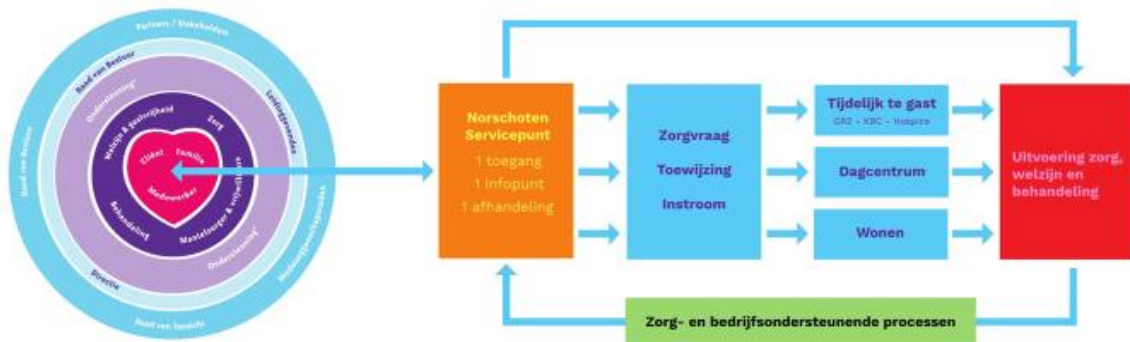 Partners / Stakeholders
Raad van Bestuur
Leidinggevenden
Ondersteuning*
Welzijn & gastvrijheid
Zorg
Cliënt
Familie
Medewerker
Behandeling
Mantelzorger & vrijwilligers
Ondersteuning*
Directie
Medezeggenschapsraden
Raad van Toezicht
Norschoten
Servicepunt
1 toegang
1 infopunt
1 afhandeling
Zorgvraag
Toewijzing
Instroom
Tijdelijk te gast
GRZ – KBC – Hospice
Dagcentrum
Wonen
Uitvoering zorg,
welzijn en
behandeling
Zorg- en bedrijfsondersteunende processen